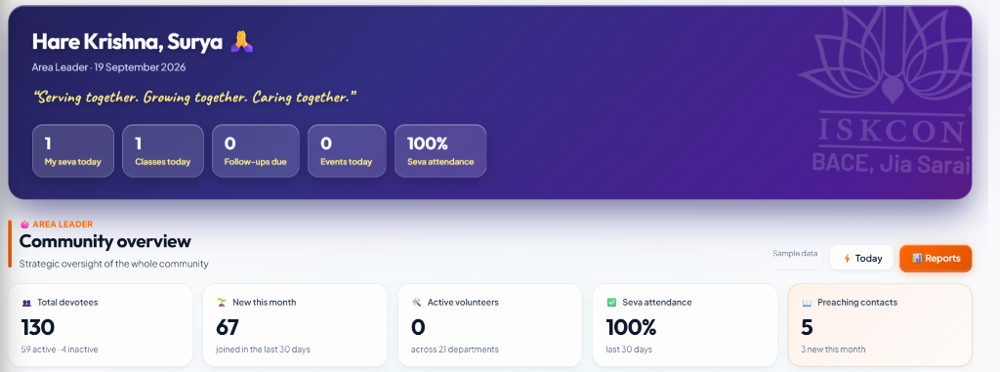 Hare Krishna, Surya 🙏
Area Leader · 19 September 2026
“Serving together. Growing together. Caring together.”
1
My seva today
1
Classes today
0
Follow-ups due
0
Events today
100%
Seva attendance
ISKCON
BACE, Jia Sarai
AREA LEADER
Community overview
Strategic oversight of the whole community
Sample data
Today
Reports
Total devotees
130
59 active · 4 inactive
New this month
67
joined in the last 30 days
Active volunteers
0
across 21 departments
Seva attendance
100%
last 30 days
Preaching contacts
5
3 new this month